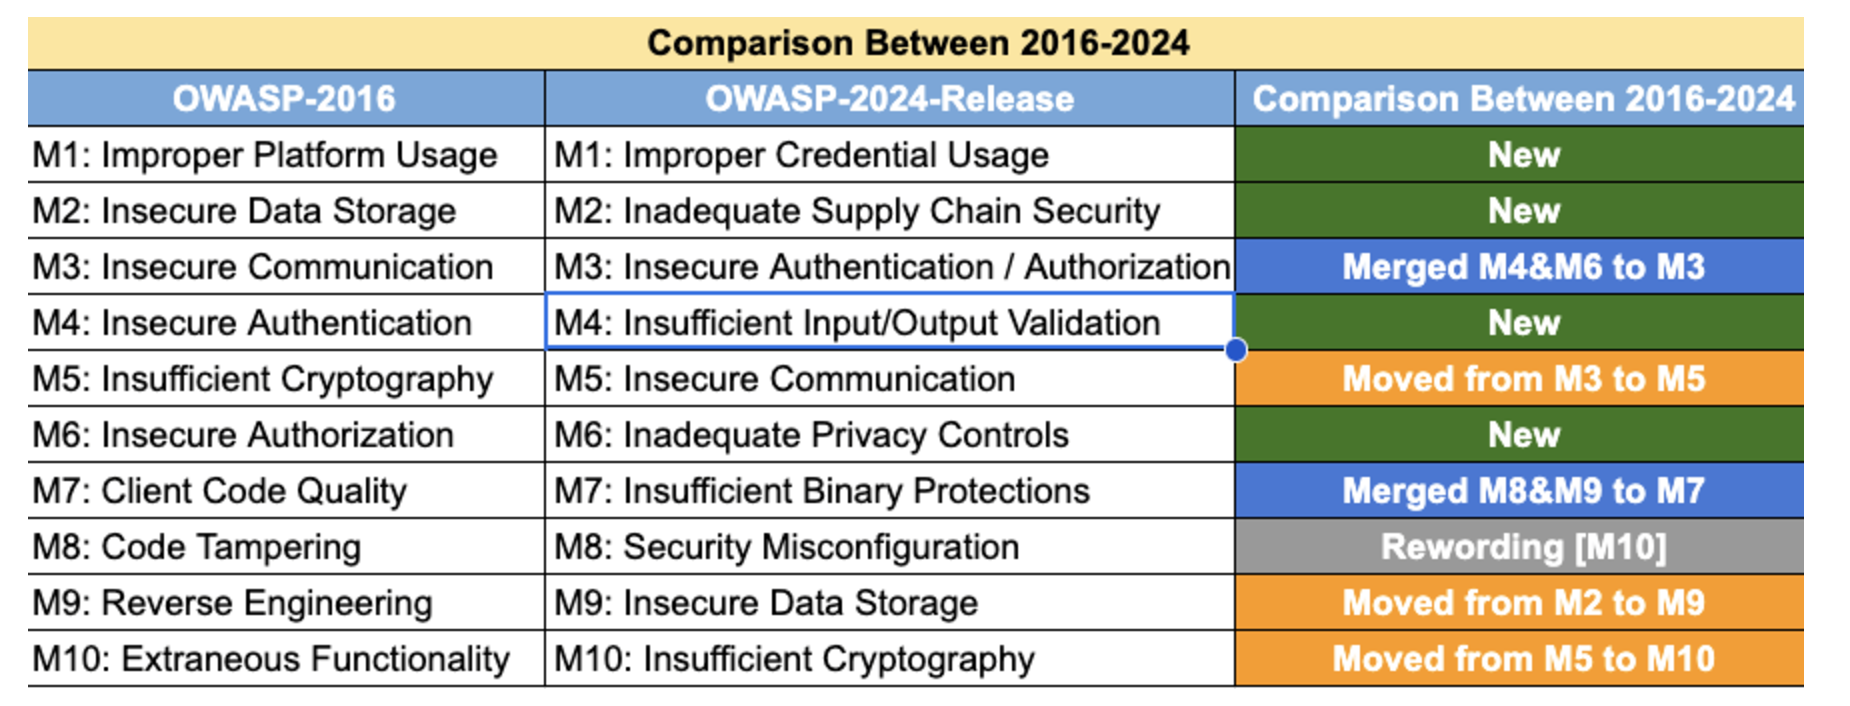 Comparison Between 2016-2024
OWASP-2016 OWASP-2024-Release Comparison Between 2016-2024
M1: Improper Platform Usage M1: Improper Credential Usage New
M2: Insecure Data Storage M2: Inadequate Supply Chain Security New
M3: Insecure Communication M3: Insecure Authentication / Authorization Merged M4&M6 to M3
M4: Insecure Authentication M4: Insufficient Input/Output Validation New
M5: Insufficient Cryptography M5: Insecure Communication Moved from M3 to M5
M6: Insecure Authorization M6: Inadequate Privacy Controls New
M7: Client Code Quality M7: Insufficient Binary Protections Merged M8&M9 to M7
M8: Code Tampering M8: Security Misconfiguration Rewording [M10]
M9: Reverse Engineering M9: Insecure Data Storage Moved from M2 to M9
M10: Extraneous Functionality M10: Insufficient Cryptography Moved from M5 to M10